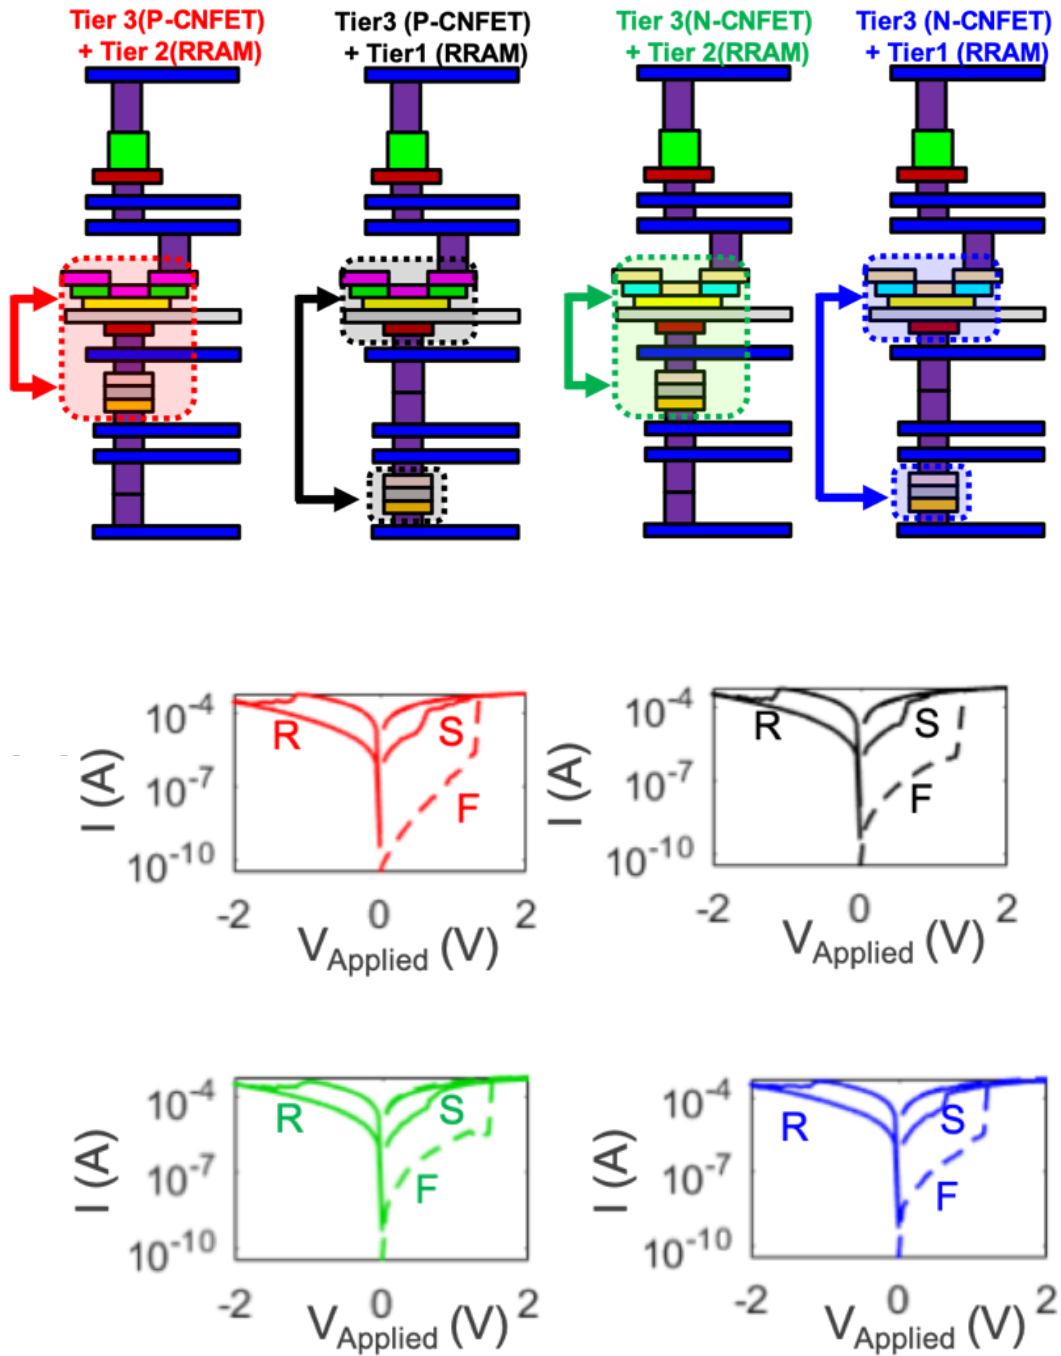 Tier 3(P-CNFET)
+ Tier 2(RRAM)
Tier3 (P-CNFET)
+ Tier1 (RRAM)
Tier 3(N-CNFET)
+ Tier 2(RRAM)
Tier3 (N-CNFET)
+ Tier1 (RRAM)
I (A)
10-4
10-7
10-10
R
S
F
-2
0
2
VApplied (V)
I (A)
10-4
10-7
10-10
R
S
F
-2
0
2
VApplied (V)
I (A)
10-4
10-7
10-10
R
S
F
-2
0
2
VApplied (V)
I (A)
10-4
10-7
10-10
R
S
F
-2
0
2
VApplied (V)